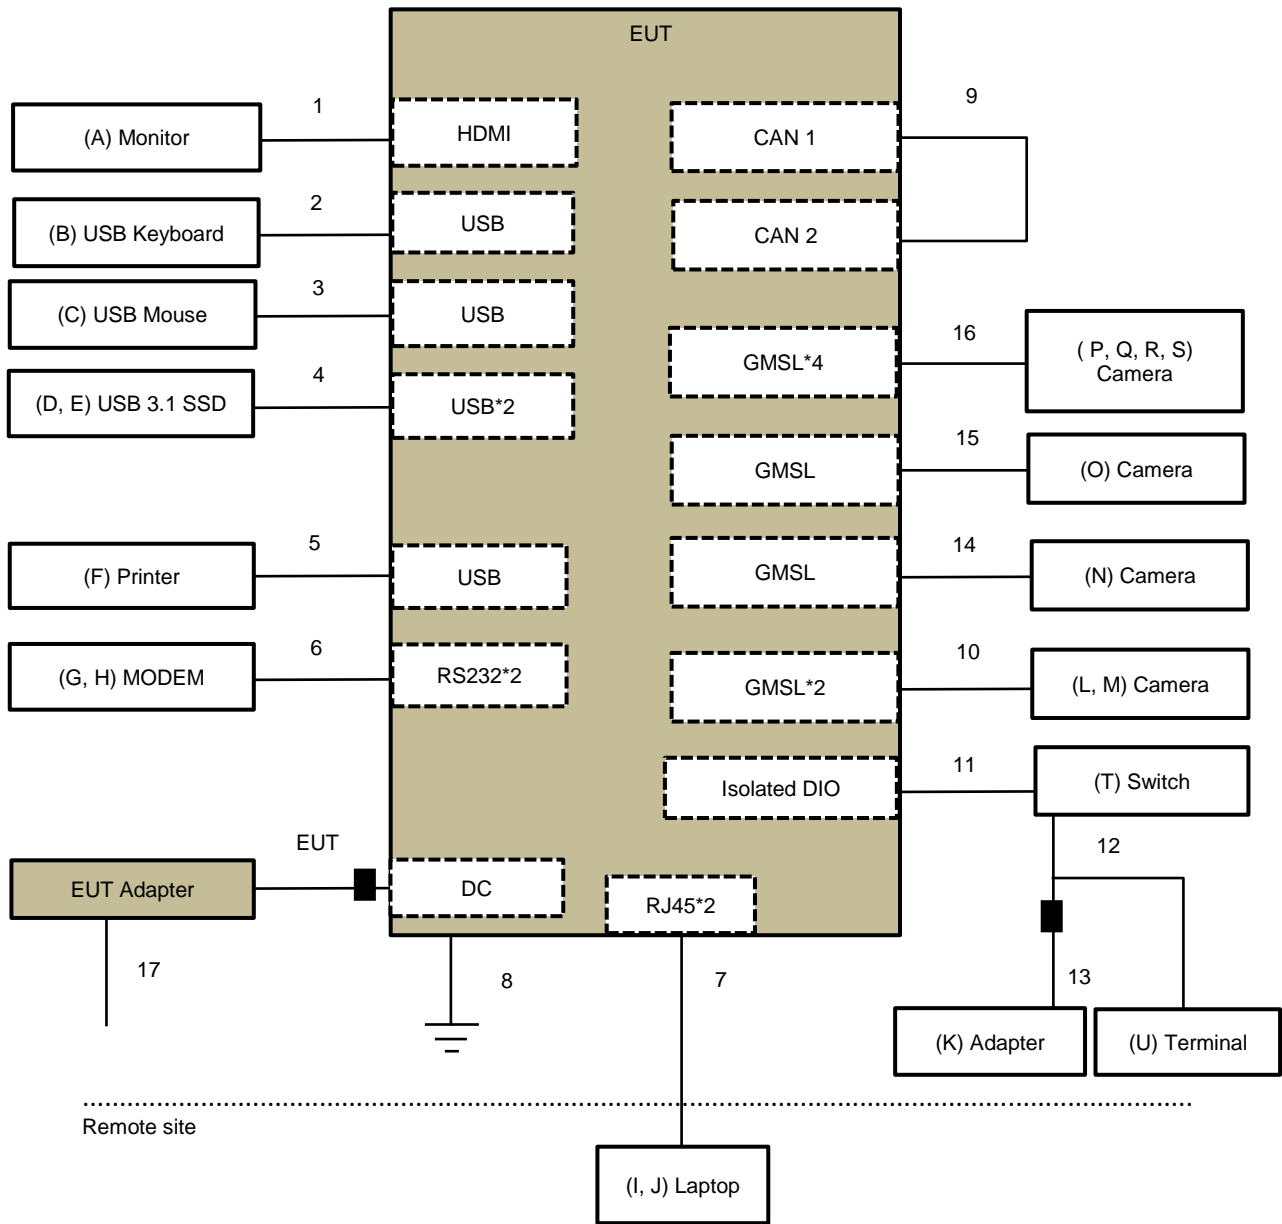 EUT
1
9
(A) Monitor
HDMI
CAN 1
2
(B) USB Keyboard
USB
CAN 2
3
(C) USB Mouse
USB
16
GMSL*4
( P, Q, R, S)
Camera
4
(D, E) USB 3.1 SSD
USB*2
15
GMSL
(O) Camera
5
(F) Printer
USB
14
GMSL
(N) Camera
6
(G, H) MODEM
RS232*2
10
GMSL*2
(L, M) Camera
11
Isolated DIO
(T) Switch
EUT
12
EUT Adapter
DC
RJ45*2
17
8
7
13
(K) Adapter
(U) Terminal
Remote site
(I, J) Laptop